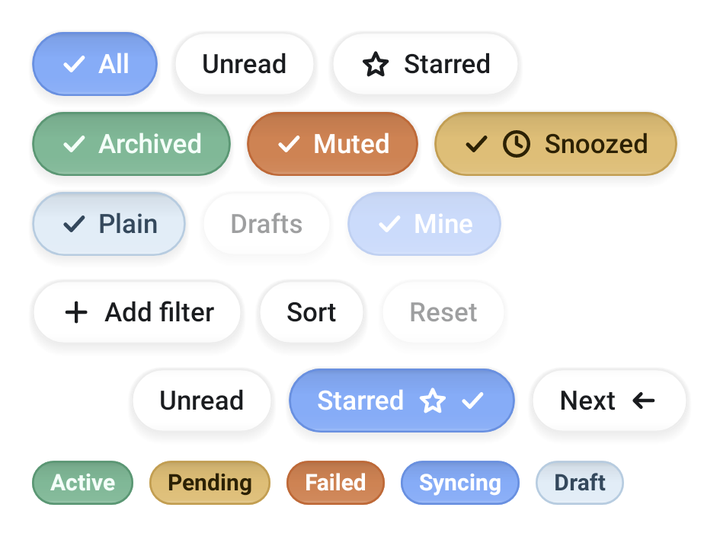 All Unread Starred
Archived Muted Snoozed
Plain Drafts Mine
Add filter Sort Reset
Unread Starred Next
Active Pending Failed Syncing Draft